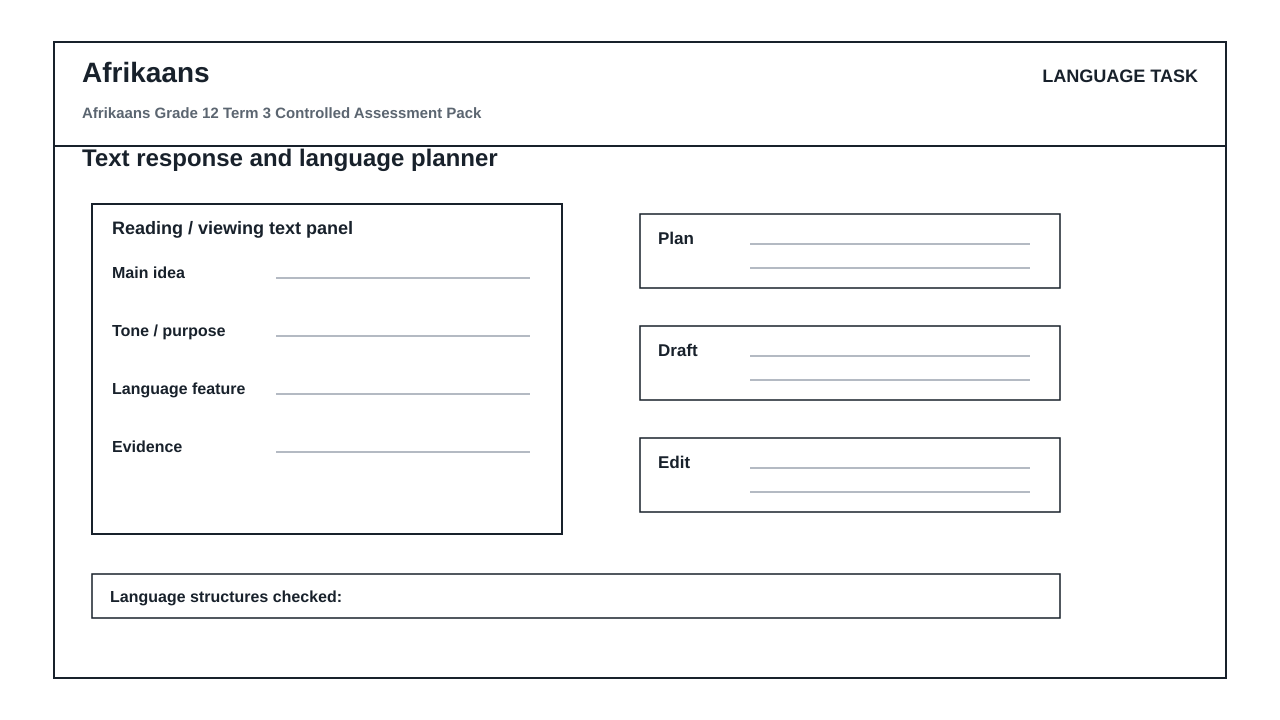 Afrikaans
LANGUAGE TASK
Afrikaans Grade 12 Term 3 Controlled Assessment Pack
Text response and language planner
Reading / viewing text panel
Main idea
Tone / purpose
Language feature
Evidence
Plan
Draft
Edit
Language structures checked: